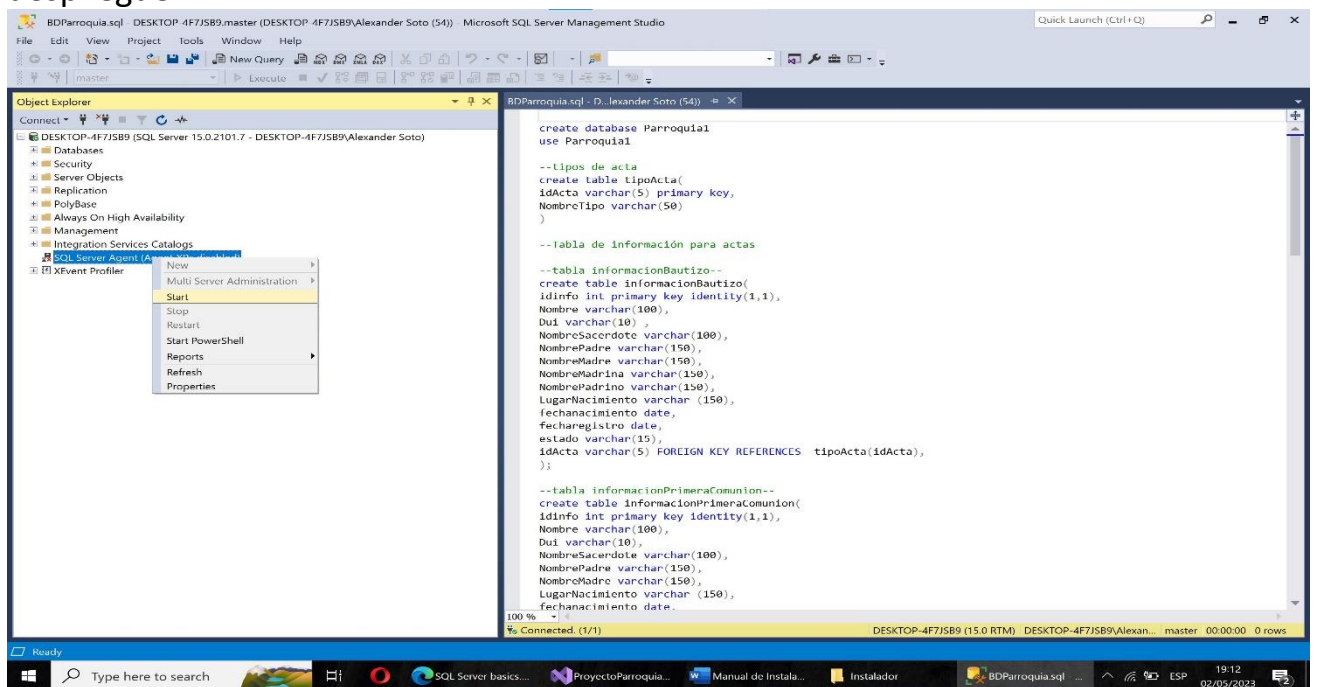 BDParroquia.sql - DESKTOP-4F7JSB9.master (DESKTOP-4F7JSB9\Alexander Soto (54)) - Microsoft SQL Server Management Studio
Quick Launch (Ctrl+Q)
File Edit View Project Tools Window Help
New Query
master
Execute
Object Explorer
BDParroquia.sql - D...lexander Soto (54))
Connect
DESKTOP-4F7JSB9 (SQL Server 15.0.2101.7 - DESKTOP-4F7JSB9\Alexander Soto)
Databases
Security
Server Objects
Replication
PolyBase
Always On High Availability
Management
Integration Services Catalogs
SQL Server Agent (Agent XPs disabled)
XEvent Profiler
New
Multi Server Administration
Start
Stop
Restart
Start PowerShell
Reports
Refresh
Properties
create database Parroquia1
use Parroquia1
--tipos de acta
create table tipoActa(
idActa varchar(5) primary key,
NombreTipo varchar(50)
)
--Tabla de información para actas
--tabla informacionBautizo--
create table informacionBautizo(
idinfo int primary key identity(1,1),
Nombre varchar(100),
Dui varchar(10) ,
NombreSacerdote varchar(100),
NombrePadre varchar(150),
NombreMadre varchar(150),
NombreMadrina varchar(150),
NombrePadrino varchar(150),
LugarNacimiento varchar (150),
fechanacimiento date,
fecharegistro date,
estado varchar(15),
idActa varchar(5) FOREIGN KEY REFERENCES tipoActa(idActa),
);
--tabla informacionPrimeraComunion--
create table informacionPrimeraComunion(
idinfo int primary key identity(1,1),
Nombre varchar(100),
Dui varchar(10),
NombreSacerdote varchar(100),
NombrePadre varchar(150),
NombreMadre varchar(150),
LugarNacimiento varchar (150),
fechanacimiento date,
100 %
Connected. (1/1)
DESKTOP-4F7JSB9 (15.0 RTM) DESKTOP-4F7JSB9\Alexan... master 00:00:00 0 rows
Ready
Type here to search
SQL Server basics....
ProyectoParroquia...
Manual de Instala...
Instalador
BDParroquia.sql - ...
ESP
19:12
02/05/2023
2